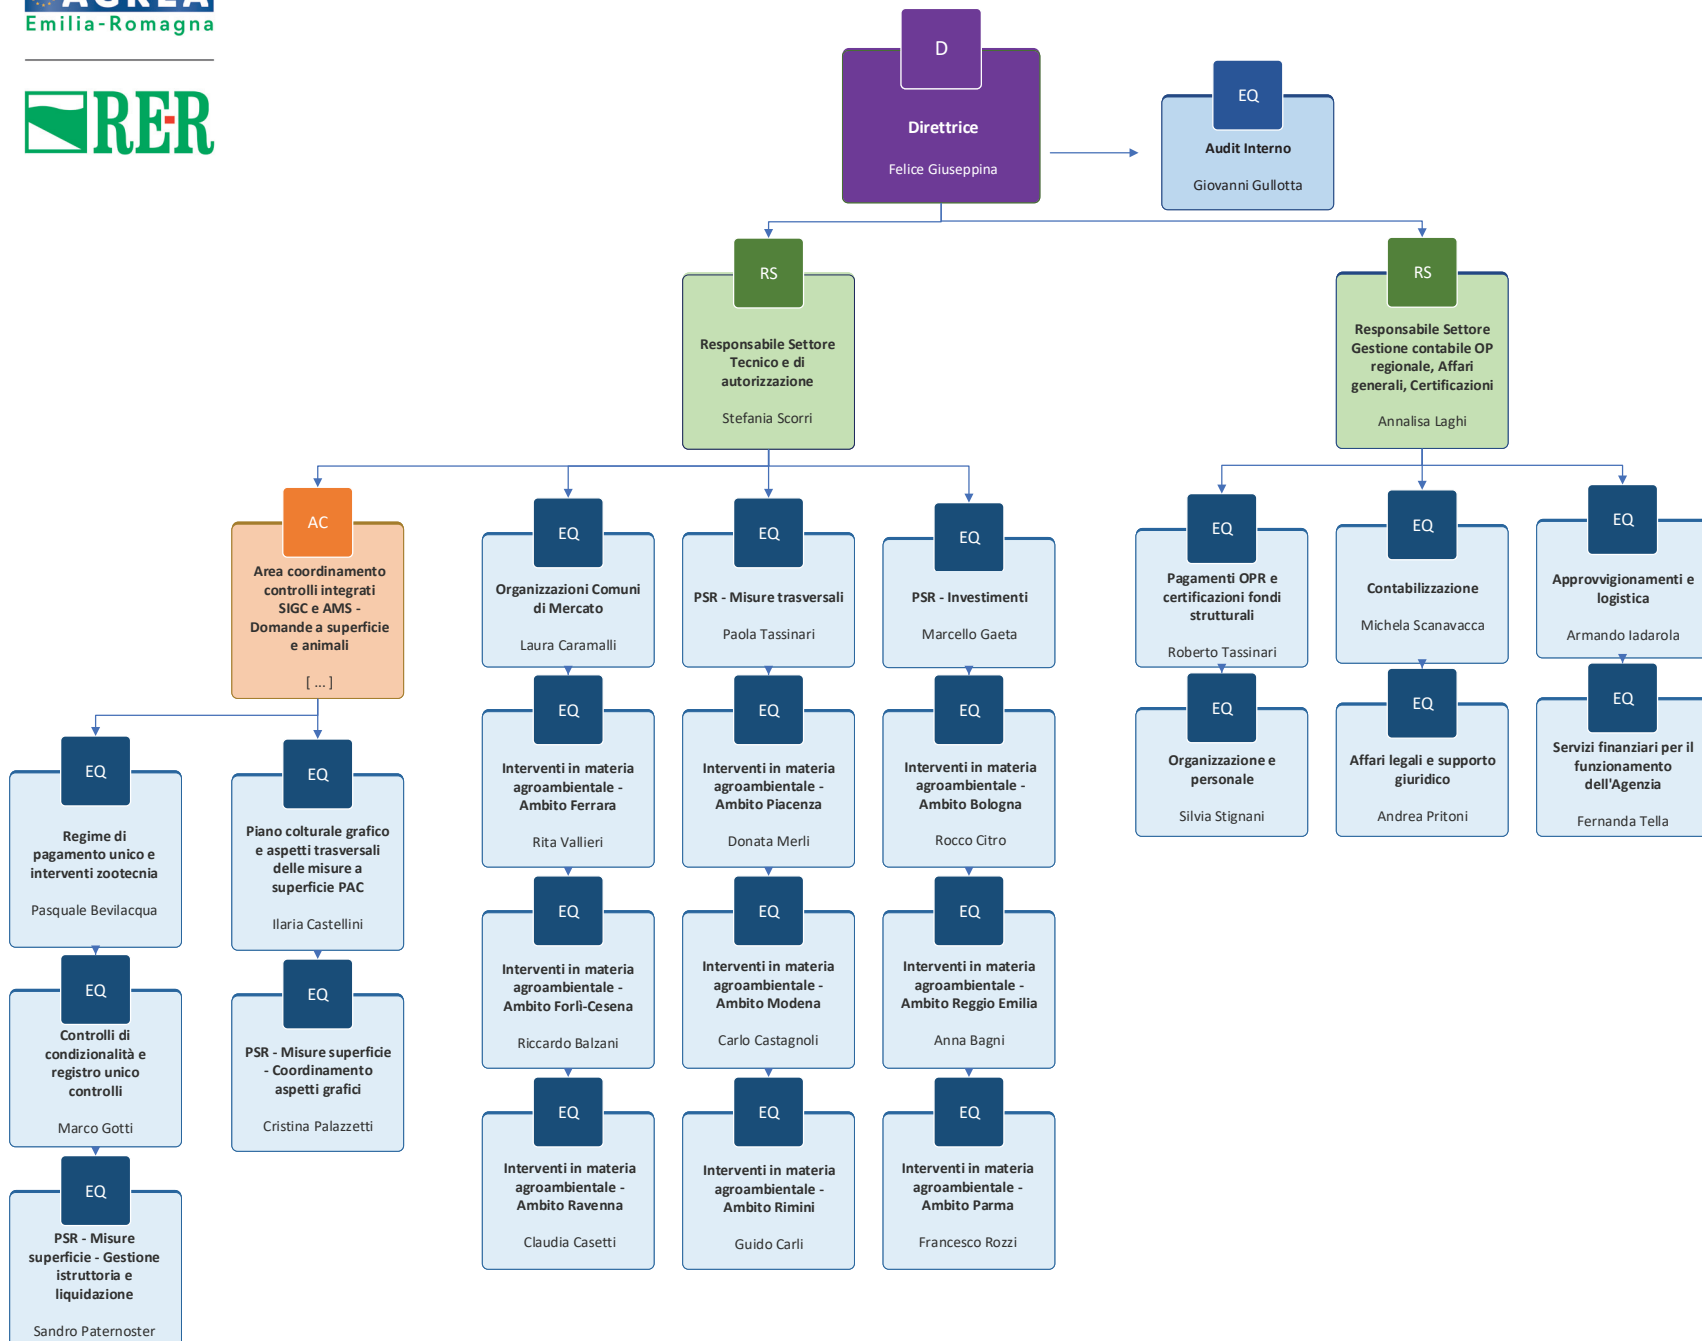 AGREA
Emilia-Romagna
RER
D
Direttrice
Felice Giuseppina
EQ
Audit Interno
Giovanni Gullotta
RS
Responsabile Settore
Tecnico e di
autorizzazione
Stefania Scorri
RS
Responsabile Settore
Gestione contabile OP
regionale, Affari
generali, Certificazioni
Annalisa Laghi
AC
Area coordinamento
controlli integrati
SIGC e AMS -
Domande a superficie
e animali
[ ... ]
EQ
Organizzazioni Comuni
di Mercato
Laura Caramalli
EQ
PSR - Misure trasversali
Paola Tassinari
EQ
PSR - Investimenti
Marcello Gaeta
EQ
Pagamenti OPR e
certificazioni fondi
strutturali
Roberto Tassinari
EQ
Contabilizzazione
Michela Scanavacca
EQ
Approvvigionamenti e
logistica
Armando Iadarola
EQ
Regime di
pagamento unico e
interventi zootecnia
Pasquale Bevilacqua
EQ
Piano colturale grafico
e aspetti trasversali
delle misure a
superficie PAC
Ilaria Castellini
EQ
Interventi in materia
agroambientale -
Ambito Ferrara
Rita Vallieri
EQ
Interventi in materia
agroambientale -
Ambito Piacenza
Donata Merli
EQ
Interventi in materia
agroambientale -
Ambito Bologna
Rocco Citro
EQ
Organizzazione e
personale
Silvia Stignani
EQ
Affari legali e supporto
giuridico
Andrea Pritoni
EQ
Servizi finanziari per il
funzionamento
dell'Agenzia
Fernanda Tella
EQ
Controlli di
condizionalità e
registro unico
controlli
Marco Gotti
EQ
PSR - Misure superficie
- Coordinamento
aspetti grafici
Cristina Palazzetti
EQ
Interventi in materia
agroambientale -
Ambito Forlì-Cesena
Riccardo Balzani
EQ
Interventi in materia
agroambientale -
Ambito Modena
Carlo Castagnoli
EQ
Interventi in materia
agroambientale -
Ambito Reggio Emilia
Anna Bagni
EQ
PSR - Misure
superficie - Gestione
istruttoria e
liquidazione
Sandro Paternoster
EQ
Interventi in materia
agroambientale -
Ambito Ravenna
Claudia Casetti
EQ
Interventi in materia
agroambientale -
Ambito Rimini
Guido Carli
EQ
Interventi in materia
agroambientale -
Ambito Parma
Francesco Rozzi